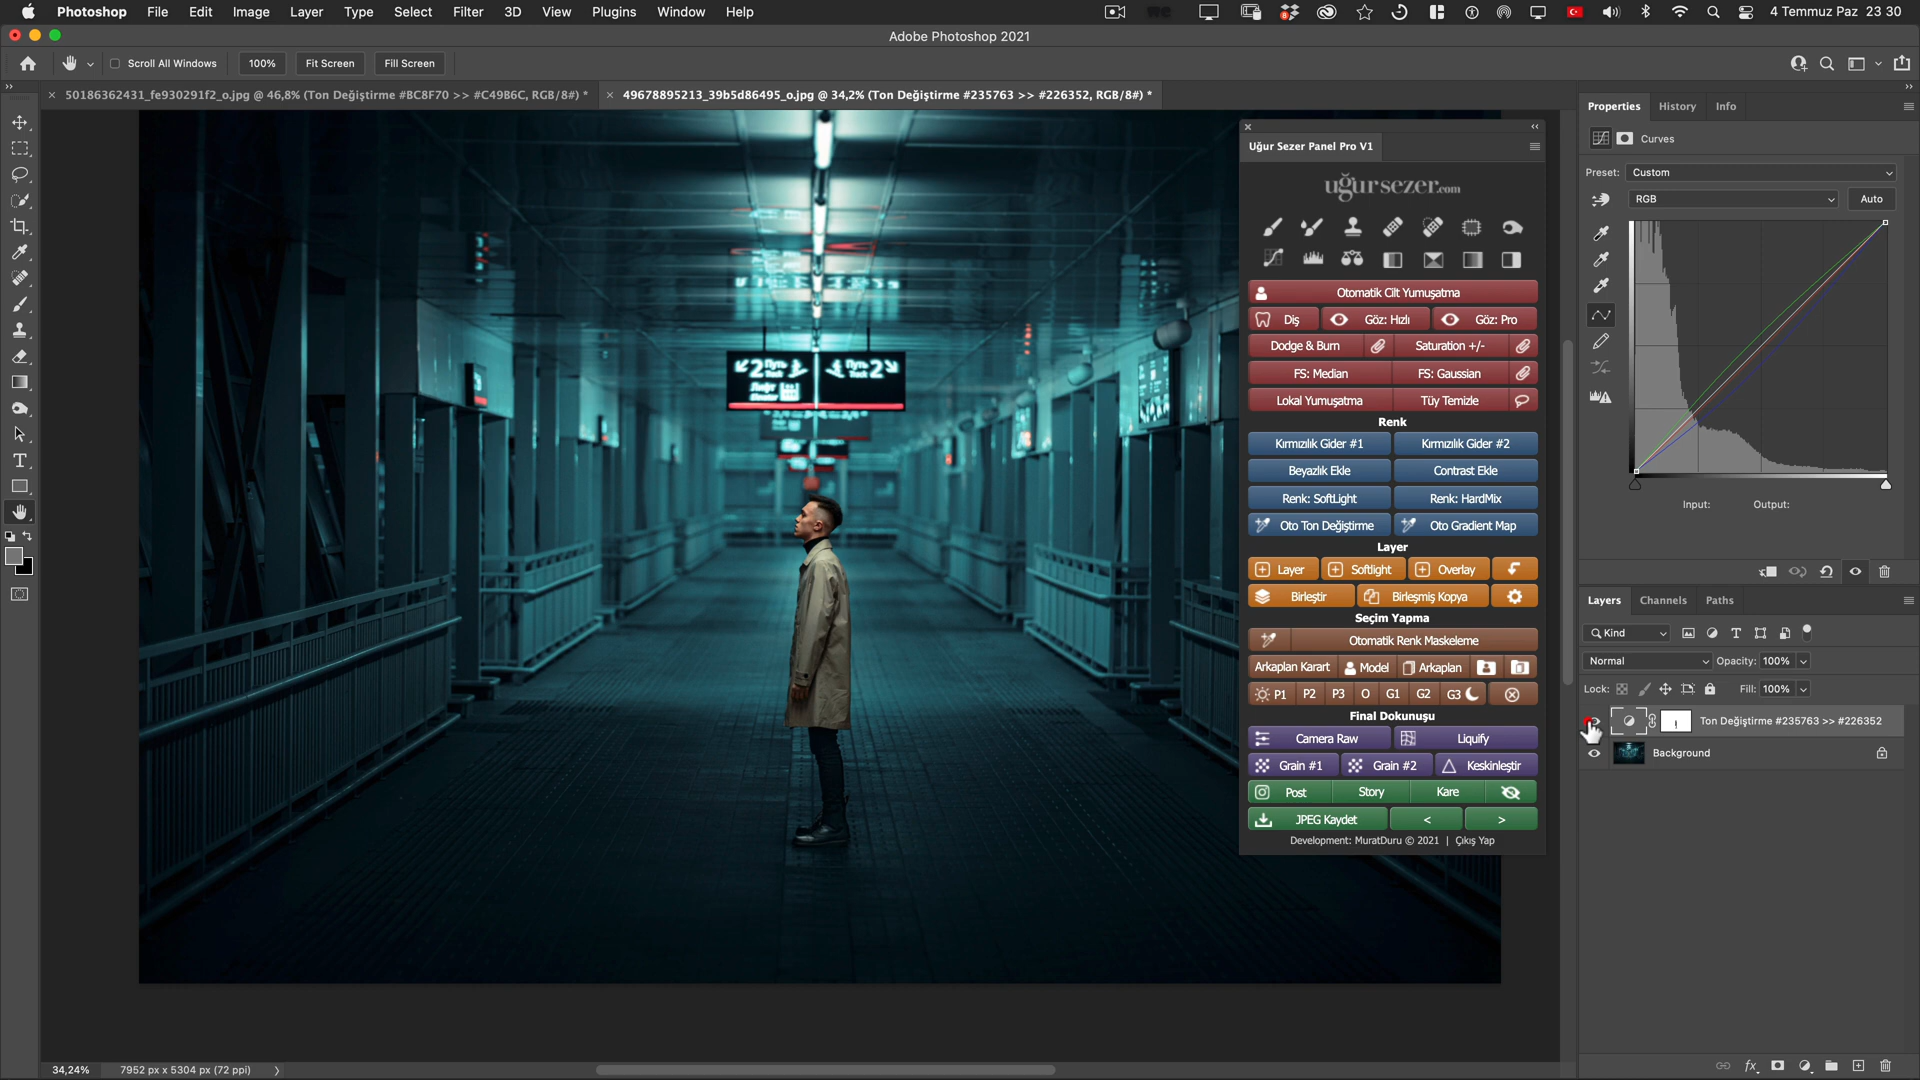 Photoshop File Edit Image Layer Type Select Filter 3D View Plugins Window Help 4 Temmuz Paz 23 30
Adobe Photoshop 2021
Scroll All Windows 100% Fit Screen Fill Screen
50186362431_fe930291f2_o.jpg @ 46,8% (Ton Değiştirme #BC8F70 >> #C49B6C, RGB/8#) *
49678895213_39b5d86495_o.jpg @ 34,2% (Ton Değiştirme #235763 >> #226352, RGB/8#) *
2 Путь Track
Лифт
Путь Track 2
Uğur Sezer Panel Pro V1
uğursezer.com
Otomatik Cilt Yumuşatma
Diş Göz: Hızlı Göz: Pro
Dodge & Burn Saturation +/-
FS: Median FS: Gaussian
Lokal Yumuşatma Tüy Temizle
Renk
Kırmızılık Gider #1 Kırmızılık Gider #2
Beyazlık Ekle Contrast Ekle
Renk: SoftLight Renk: HardMix
Oto Ton Değiştirme Oto Gradient Map
Layer
Layer Softlight Overlay
Birleştir Birleşmiş Kopya
Seçim Yapma
Otomatik Renk Maskeleme
Arkaplan Karart Model Arkaplan
P1 P2 P3 O G1 G2 G3
Final Dokunuşu
Camera Raw Liquify
Grain #1 Grain #2 Keskinleştir
Post Story Kare
JPEG Kaydet < >
Development: MuratDuru © 2021 | Çıkış Yap
Properties History Info
Curves
Preset: Custom
RGB Auto
Input: Output:
Layers Channels Paths
Kind
Normal Opacity: 100%
Lock: Fill: 100%
Ton Değiştirme #235763 >> #226352
Background
34,24% 7952 px x 5304 px (72 ppi)